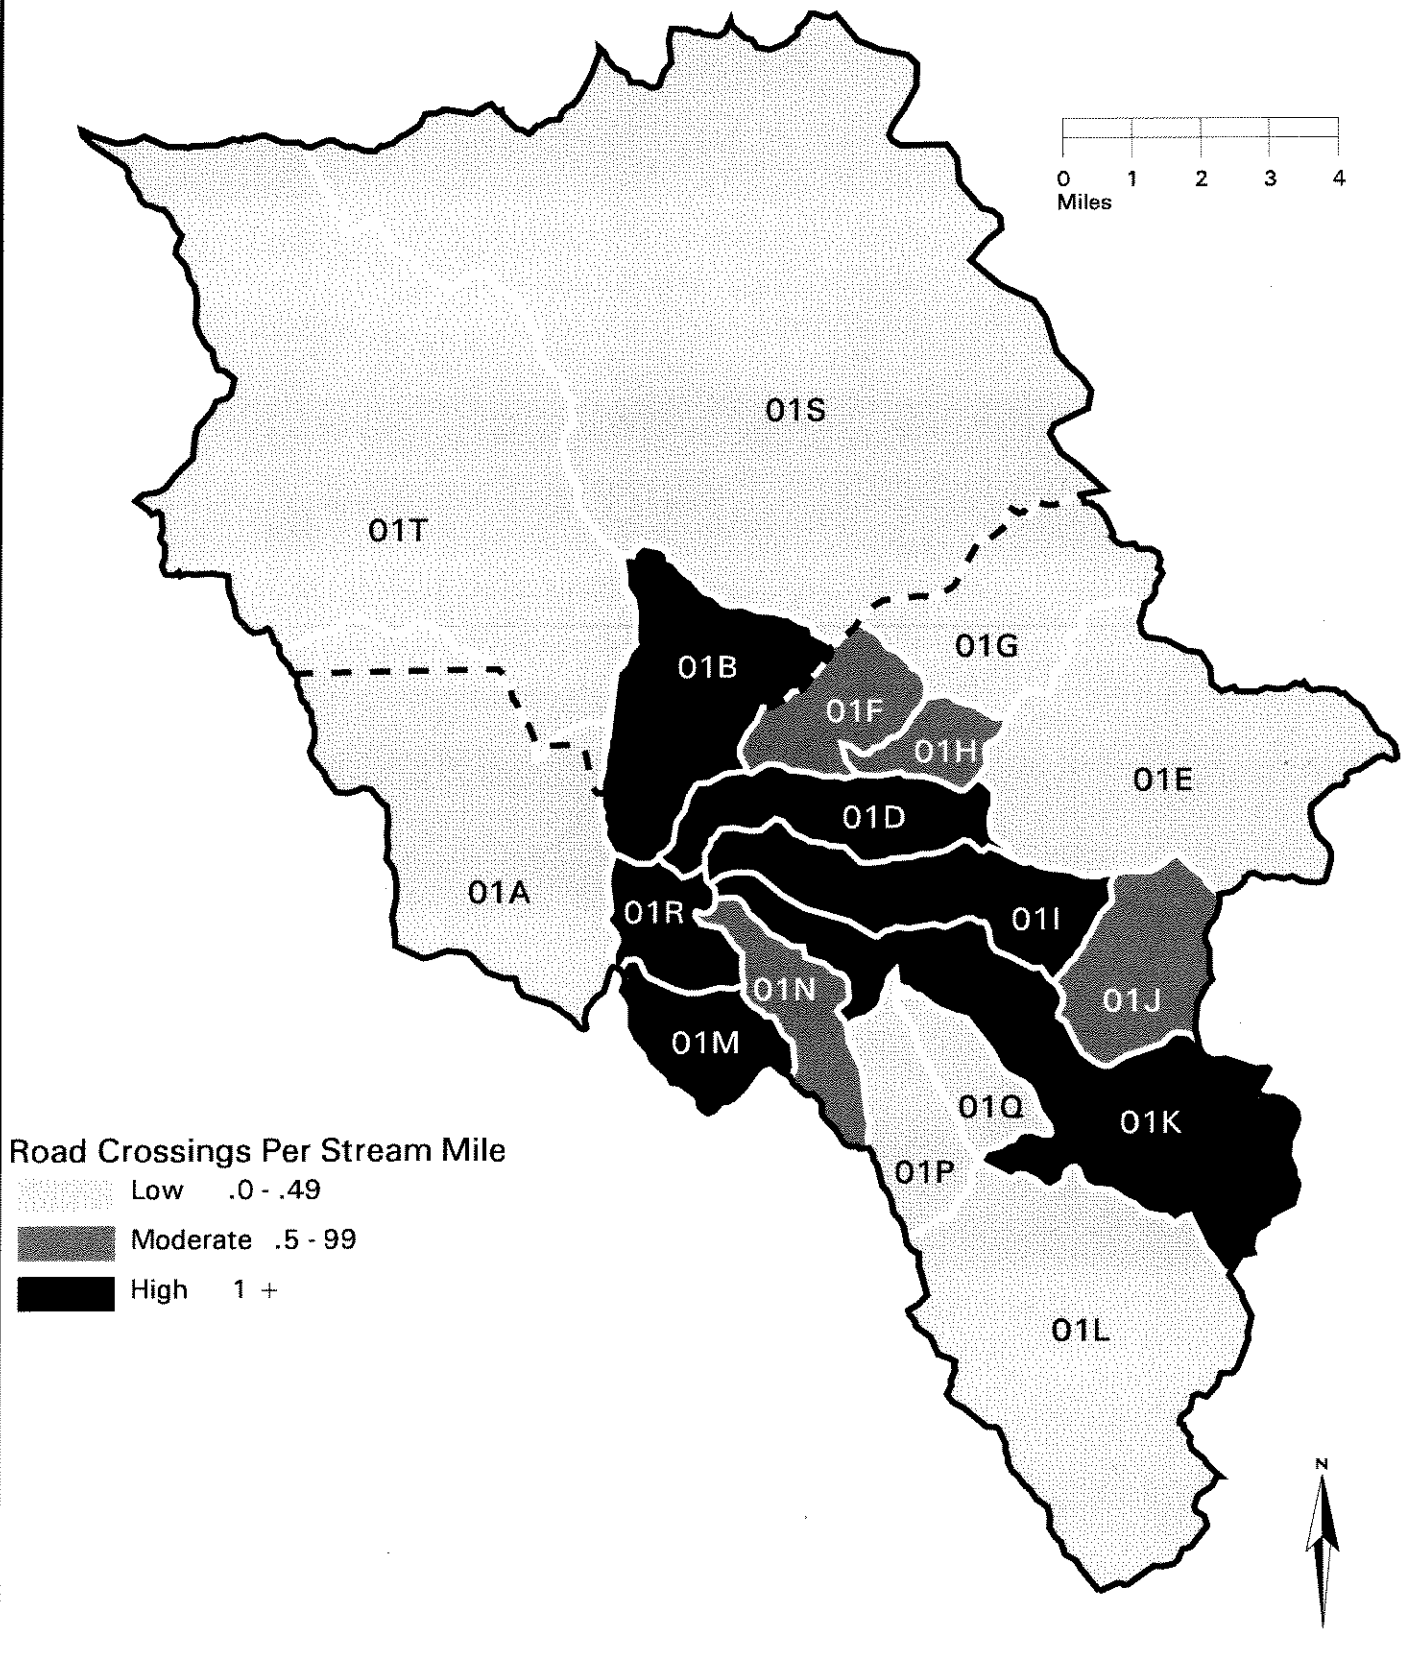 0 1 2 3 4
Miles
01S
01T
01G
01B
01F
01H
01E
01D
01A
01R
01I
01N
01J
01M
01Q
01K
01P
01L
Road Crossings Per Stream Mile
Low .0 - .49
Moderate .5 - 99
High 1 +
N